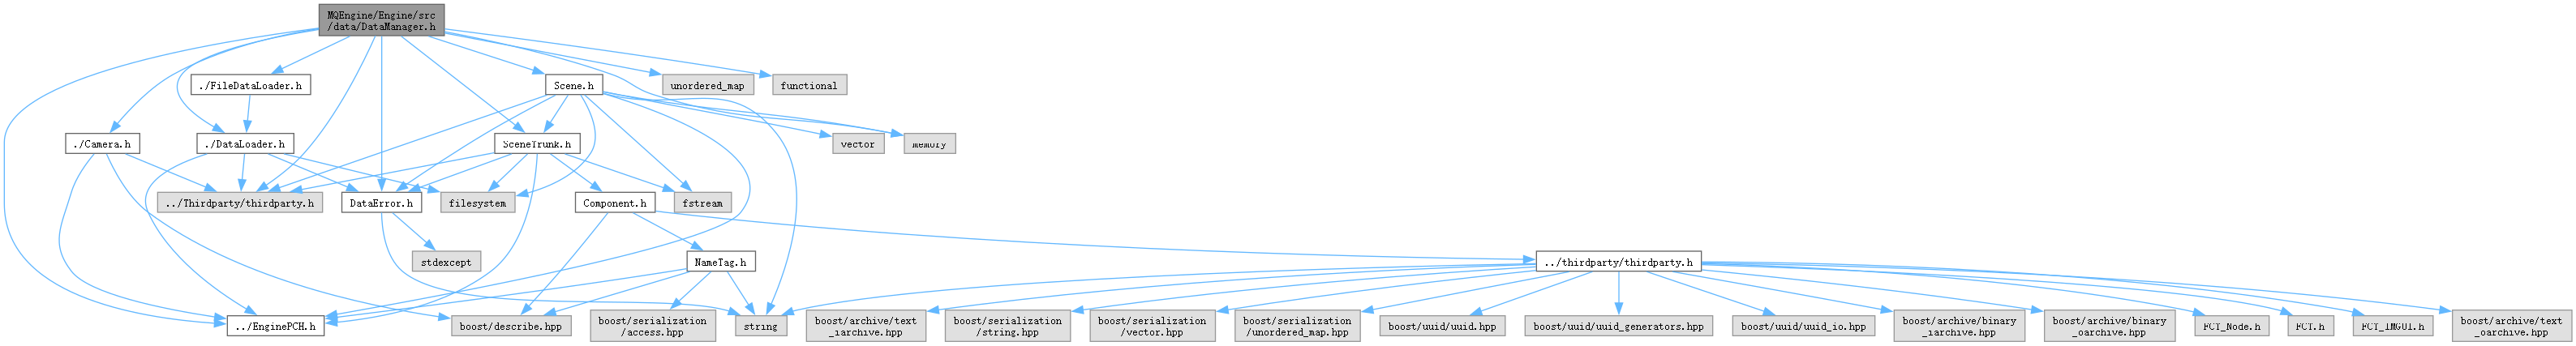 MQEngine/Engine/src
/data/DataManager.h
./FileDataLoader.h
Scene.h
unordered_map
functional
./Camera.h
./DataLoader.h
SceneTrunk.h
vector
memory
../Thirdparty/thirdparty.h
DataError.h
filesystem
Component.h
fstream
stdexcept
NameTag.h
../thirdparty/thirdparty.h
../EnginePCH.h
boost/describe.hpp
boost/serialization
/access.hpp
string
boost/archive/text
_iarchive.hpp
boost/serialization
/string.hpp
boost/serialization
/vector.hpp
boost/serialization
/unordered_map.hpp
boost/uuid/uuid.hpp
boost/uuid/uuid_generators.hpp
boost/uuid/uuid_io.hpp
boost/archive/binary
_iarchive.hpp
boost/archive/binary
_oarchive.hpp
FCT_Node.h
FCT.h
FCT_IMGUI.h
boost/archive/text
_oarchive.hpp